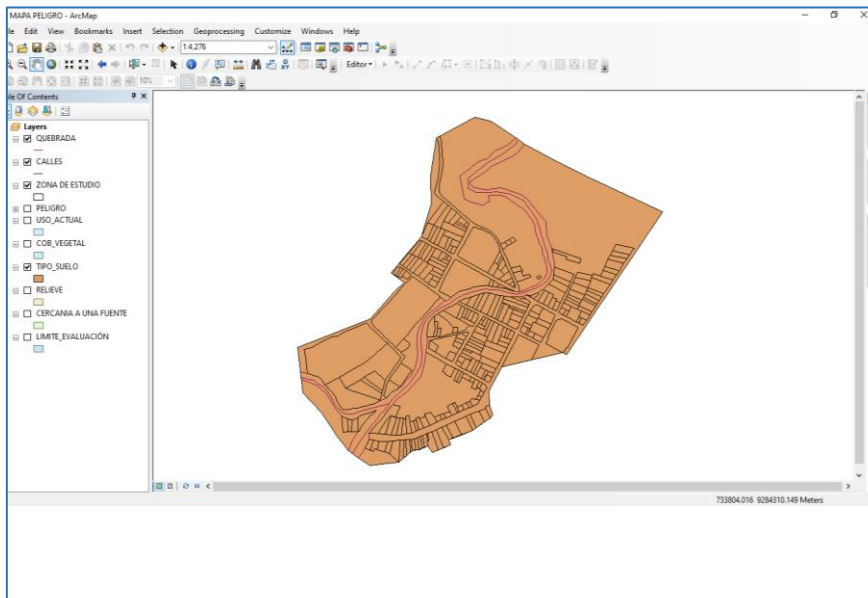 MAPA PELIGRO - ArcMap
le Edit View Bookmarks Insert Selection Geoprocessing Customize Windows Help
1:4,276
Editor
10%
le Of Contents
Layers
QUEBRADA
CALLES
ZONA DE ESTUDIO
PELIGRO
USO_ACTUAL
COB_VEGETAL
TIPO_SUELO
RELIEVE
CERCANIA A UNA FUENTE
LIMITE_EVALUACIÓN
733804.016 9284310.149 Meters